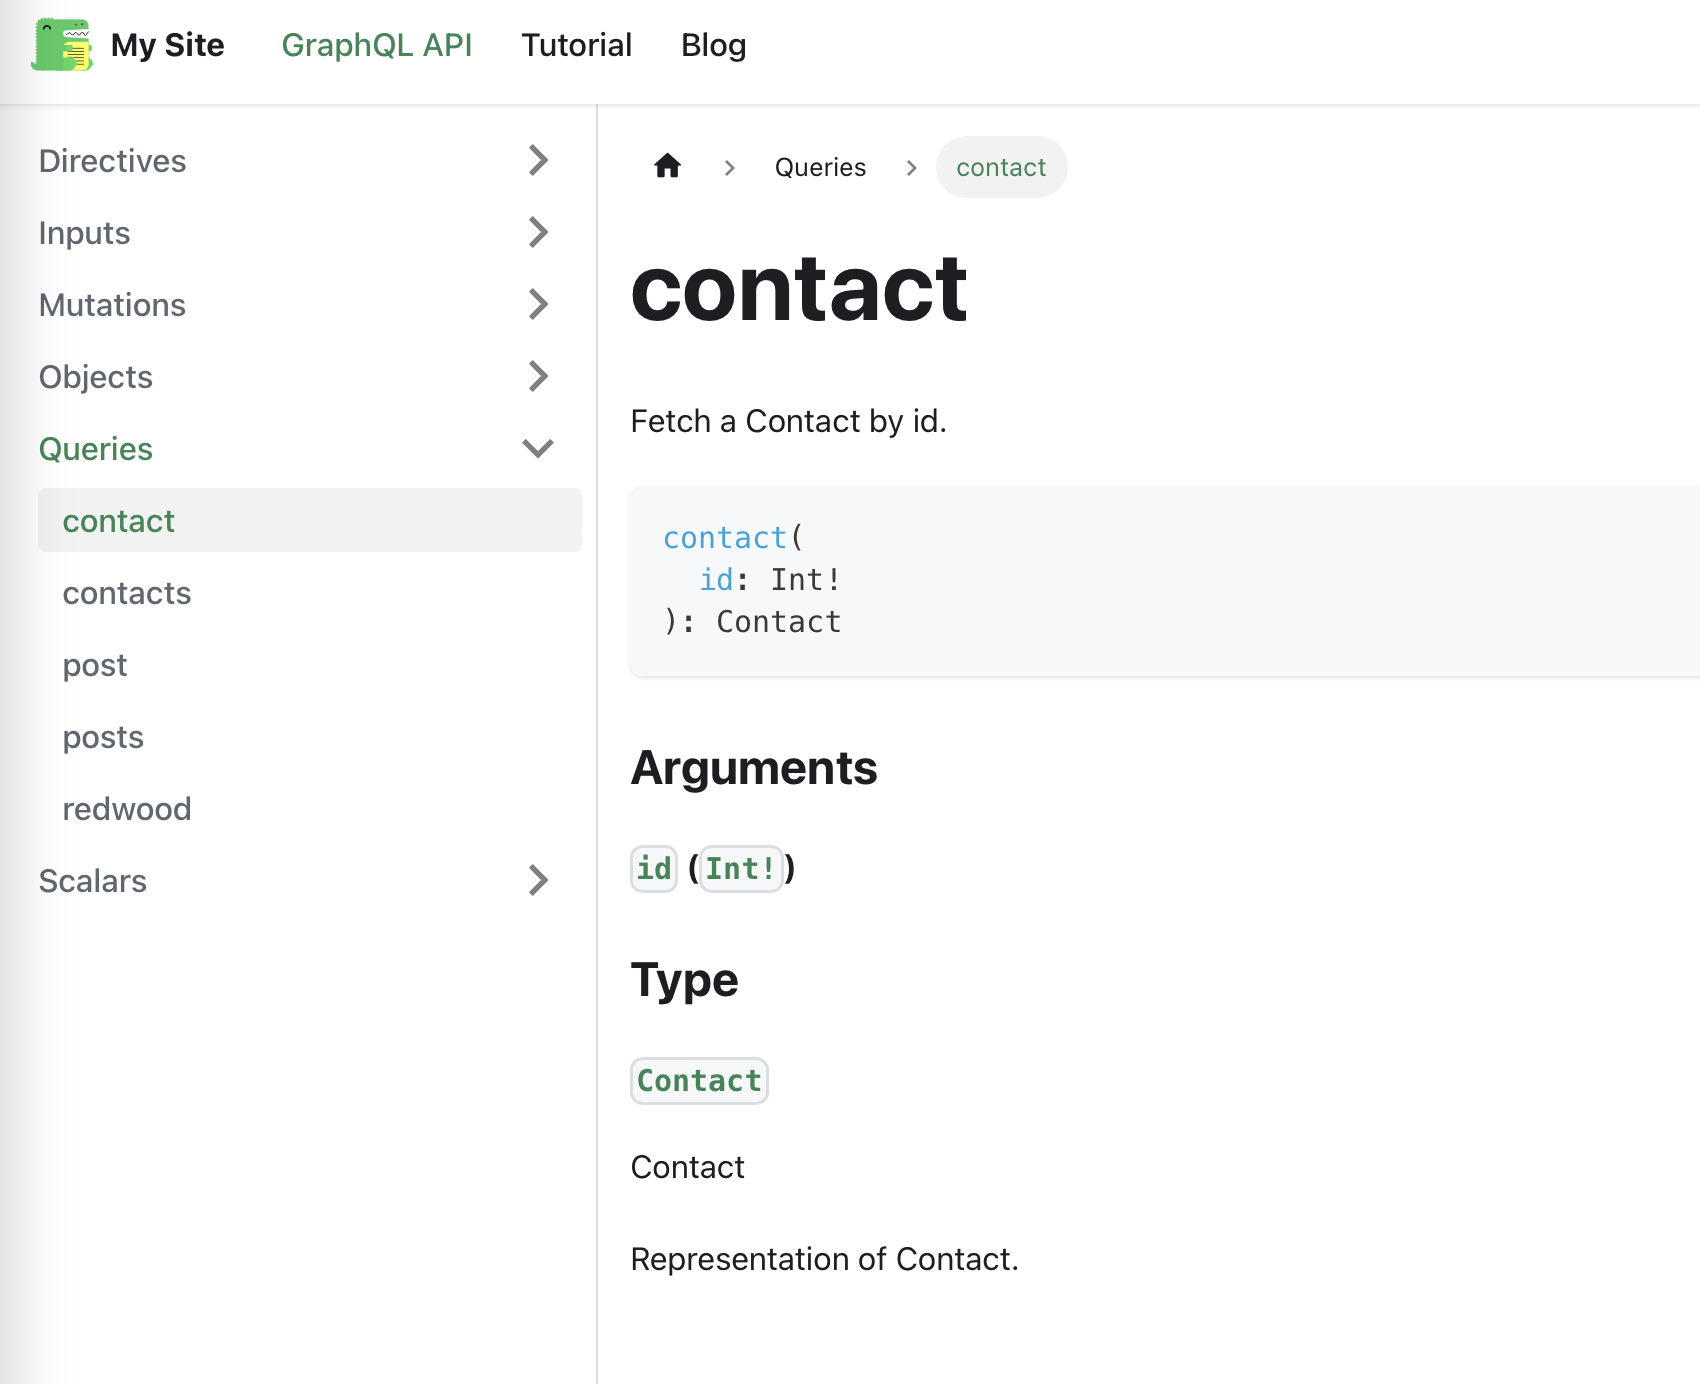 My Site GraphQL API Tutorial Blog
Directives
Inputs
Mutations
Objects
Queries
contact
contacts
post
posts
redwood
Scalars
Queries contact
contact
Fetch a Contact by id.
contact(
  id: Int!
): Contact
Arguments
id (Int!)
Type
Contact
Contact
Representation of Contact.